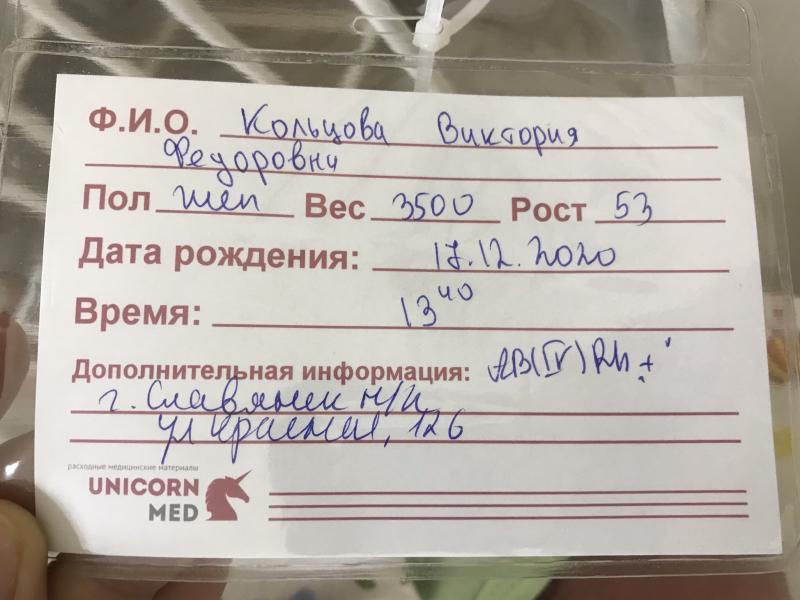 Ф.И.О. Кольцова Виктория
Федоровна
Пол жен Вес 3500 Рост 53
Дата рождения: 17.12.2020
Время: 13 40
Дополнительная информация: AB(IV)Rh+
г. Славянск н/К
ул Красная, 126
расходные медицинские материалы
UNICORN
MED